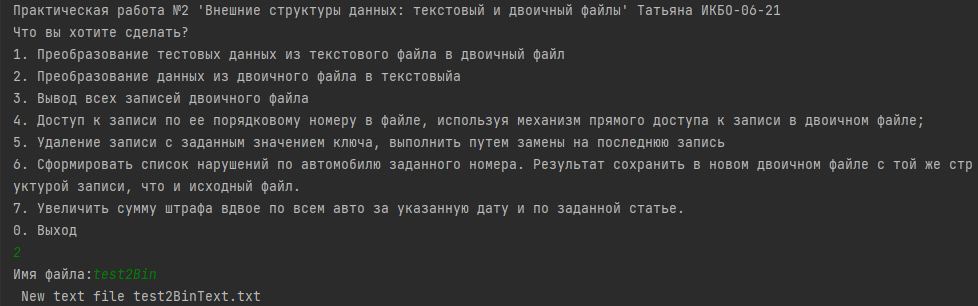 Практическая работа №2 'Внешние структуры данных: текстовый и двоичный файлы' Татьяна ИКБО-06-21
Что вы хотите сделать?
1. Преобразование тестовых данных из текстового файла в двоичный файл
2. Преобразование данных из двоичного файла в текстовыйа
3. Вывод всех записей двоичного файла
4. Доступ к записи по ее порядковому номеру в файле, используя механизм прямого доступа к записи в двоичном файле;
5. Удаление записи с заданным значением ключа, выполнить путем замены на последнюю запись
6. Сформировать список нарушений по автомобилю заданного номера. Результат сохранить в новом двоичном файле с той же стр
уктурой записи, что и исходный файл.
7. Увеличить сумму штрафа вдвое по всем авто за указанную дату и по заданной статье.
0. Выход
2
Имя файла:test2Bin
New text file test2BinText.txt